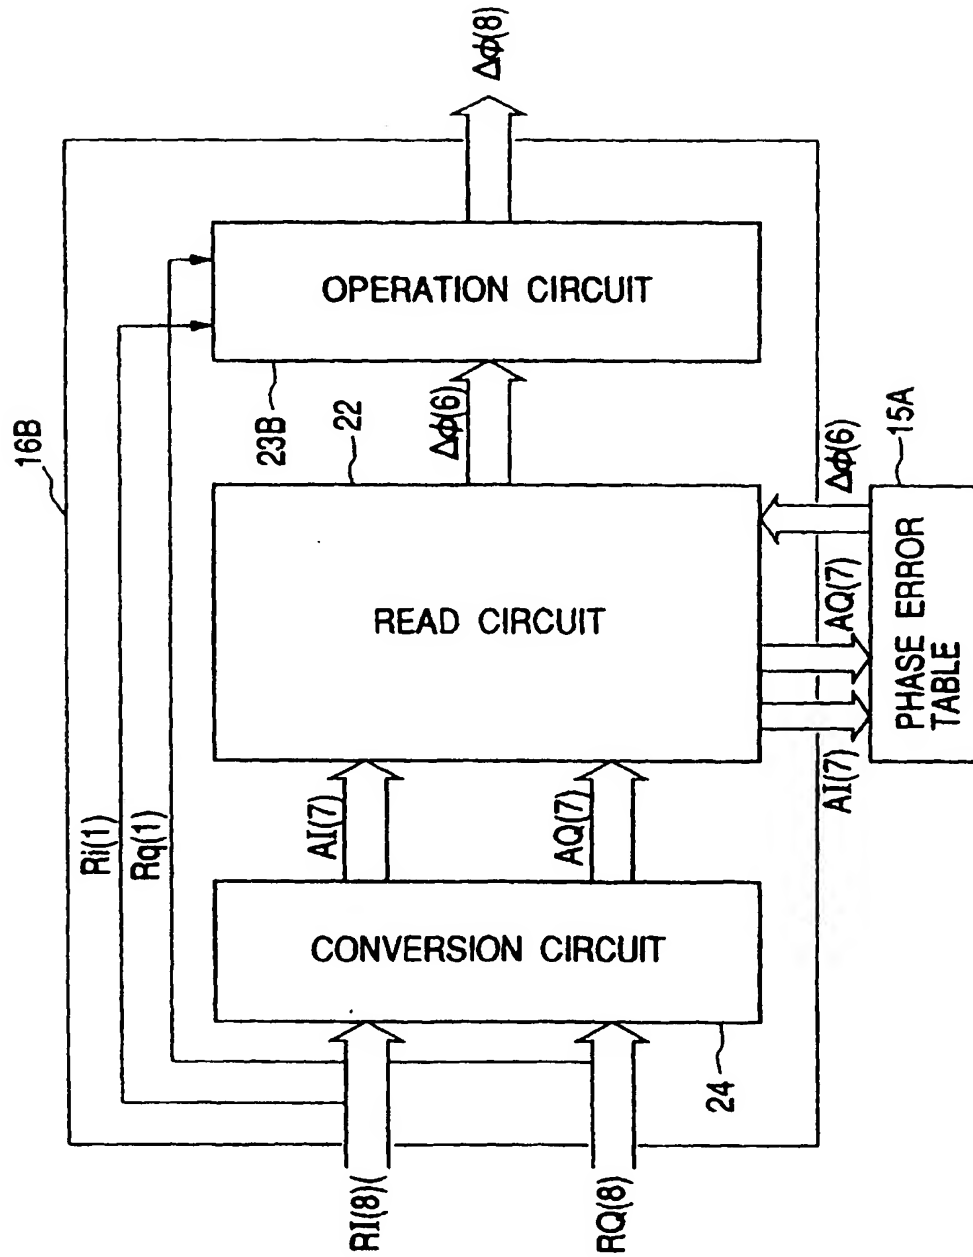 16B
Ri(1)
Rq(1)
RI(8)(
RQ(8)
CONVERSION CIRCUIT
24
AI(7)
AQ(7)
READ CIRCUIT
22
Δϕ(6)
OPERATION CIRCUIT
23B
Δϕ(8)
AI(7)
AQ(7)
Δϕ(6)
PHASE ERROR
TABLE
15A